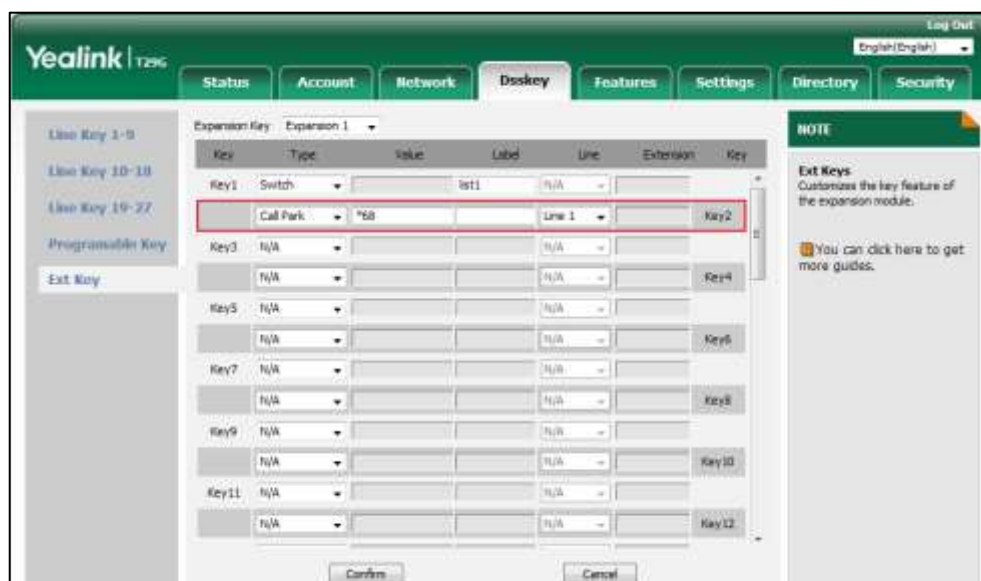 Log Out
English(English)
Yealink T29G
Status Account Network Dsskey Features Settings Directory Security
Line Key 1-9
Line Key 10-18
Line Key 19-27
Programable Key
Ext Key
Expansion Key Expansion 1
Key Type Value Label Line Extension Key
Key1 Switch list1 N/A
Call Park *68 Line 1 Key2
Key3 N/A N/A
N/A N/A Key4
Key5 N/A N/A
N/A N/A Key6
Key7 N/A N/A
N/A N/A Key8
Key9 N/A N/A
N/A N/A Key10
Key11 N/A N/A
N/A N/A Key12
Confirm Cancel
NOTE
Ext Keys
Customizes the key feature of
the expansion module.
You can click here to get
more guides.